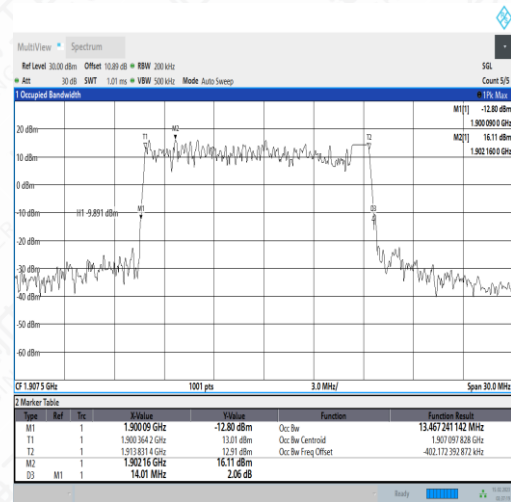 MultiView Spectrum
Ref Level 30.00 dBm Offset 10.89 dB RBW 200 kHz SGL
Att 30 dB SWT 1.01 ms VBW 500 kHz Mode Auto Sweep Count 5/5
1 Occupied Bandwidth 1Pk Max
M1[1] -12.80 dBm
1.900 090 0 GHz
M2[1] 16.11 dBm
1.902 160 0 GHz
20 dBm
T1 M2 T2
10 dBm
0 dBm
-10 dBm H1 -9.891 dBm M1 D3
-20 dBm
-30 dBm
-40 dBm
-50 dBm
-60 dBm
CF 1.907 5 GHz 1001 pts 3.0 MHz/ Span 30.0 MHz
2 Marker Table
Type Ref Trc X-Value Y-Value Function Function Result
M1 1 1.900 09 GHz -12.80 dBm Occ Bw 13.467 241 142 MHz
T1 1 1.900 364 2 GHz 13.01 dBm Occ Bw Centroid 1.907 097 828 GHz
T2 1 1.913 831 4 GHz 12.91 dBm Occ Bw Freq Offset -402.172 392 872 kHz
M2 1 1.902 16 GHz 16.11 dBm
D3 M1 1 14.01 MHz 2.06 dB
Ready